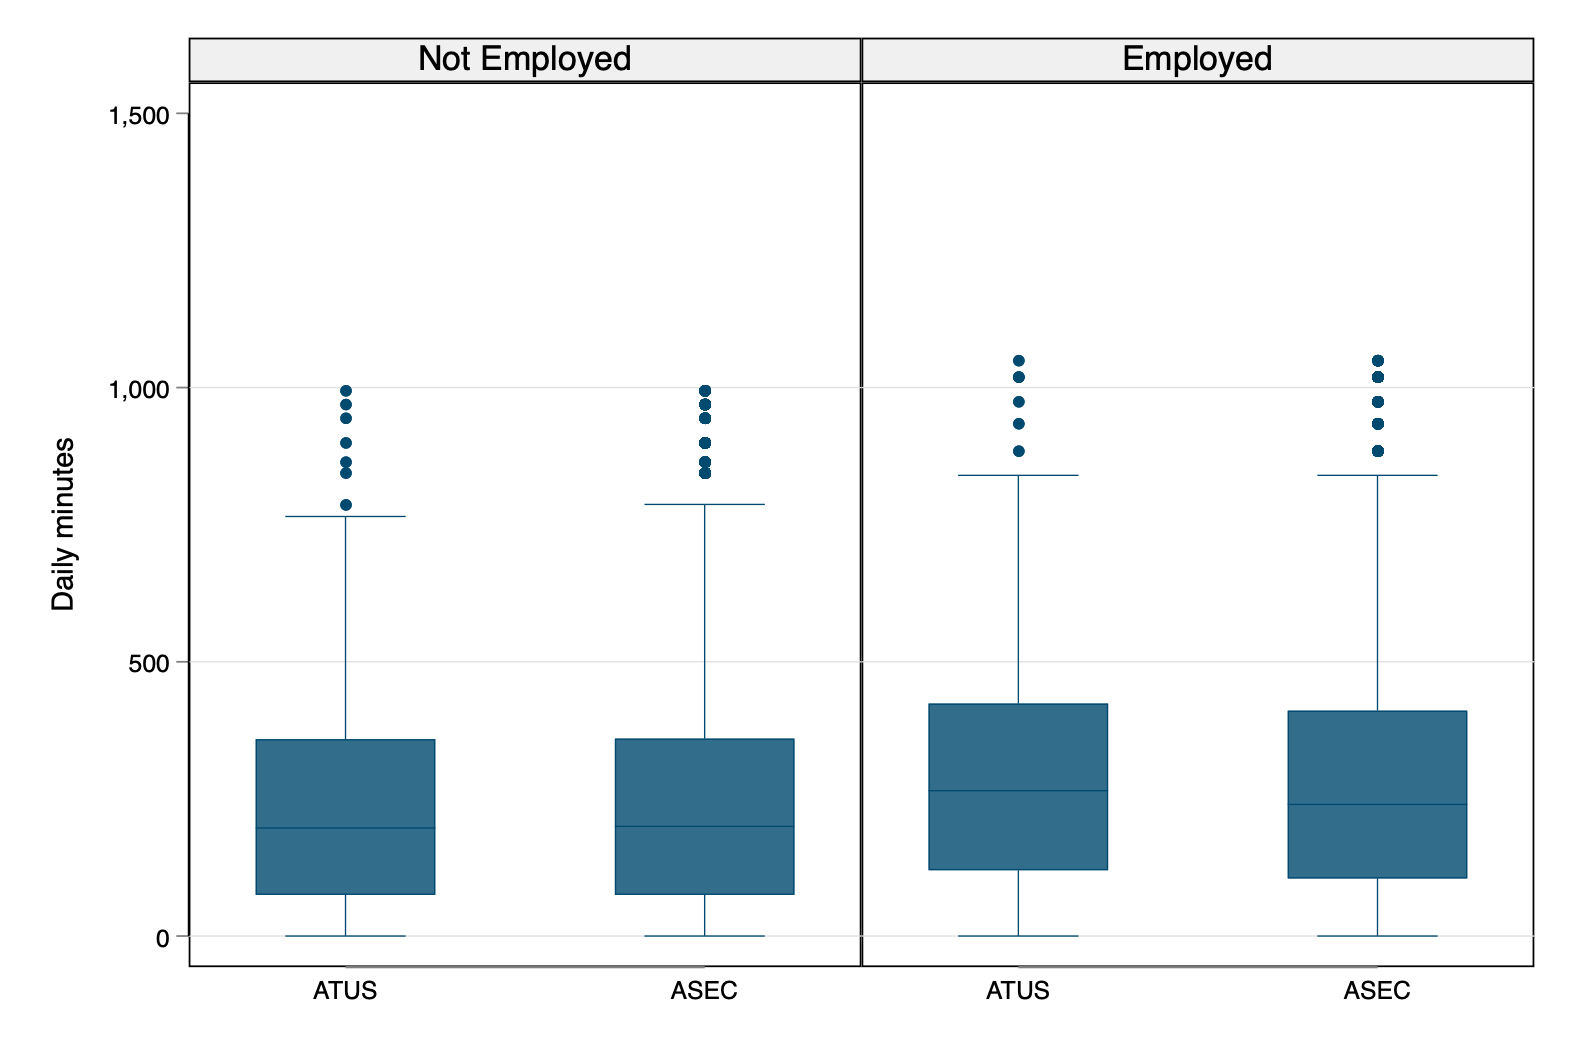 Not Employed
Employed
1,500
1,000
500
0
Daily minutes
ATUS
ASEC
ATUS
ASEC